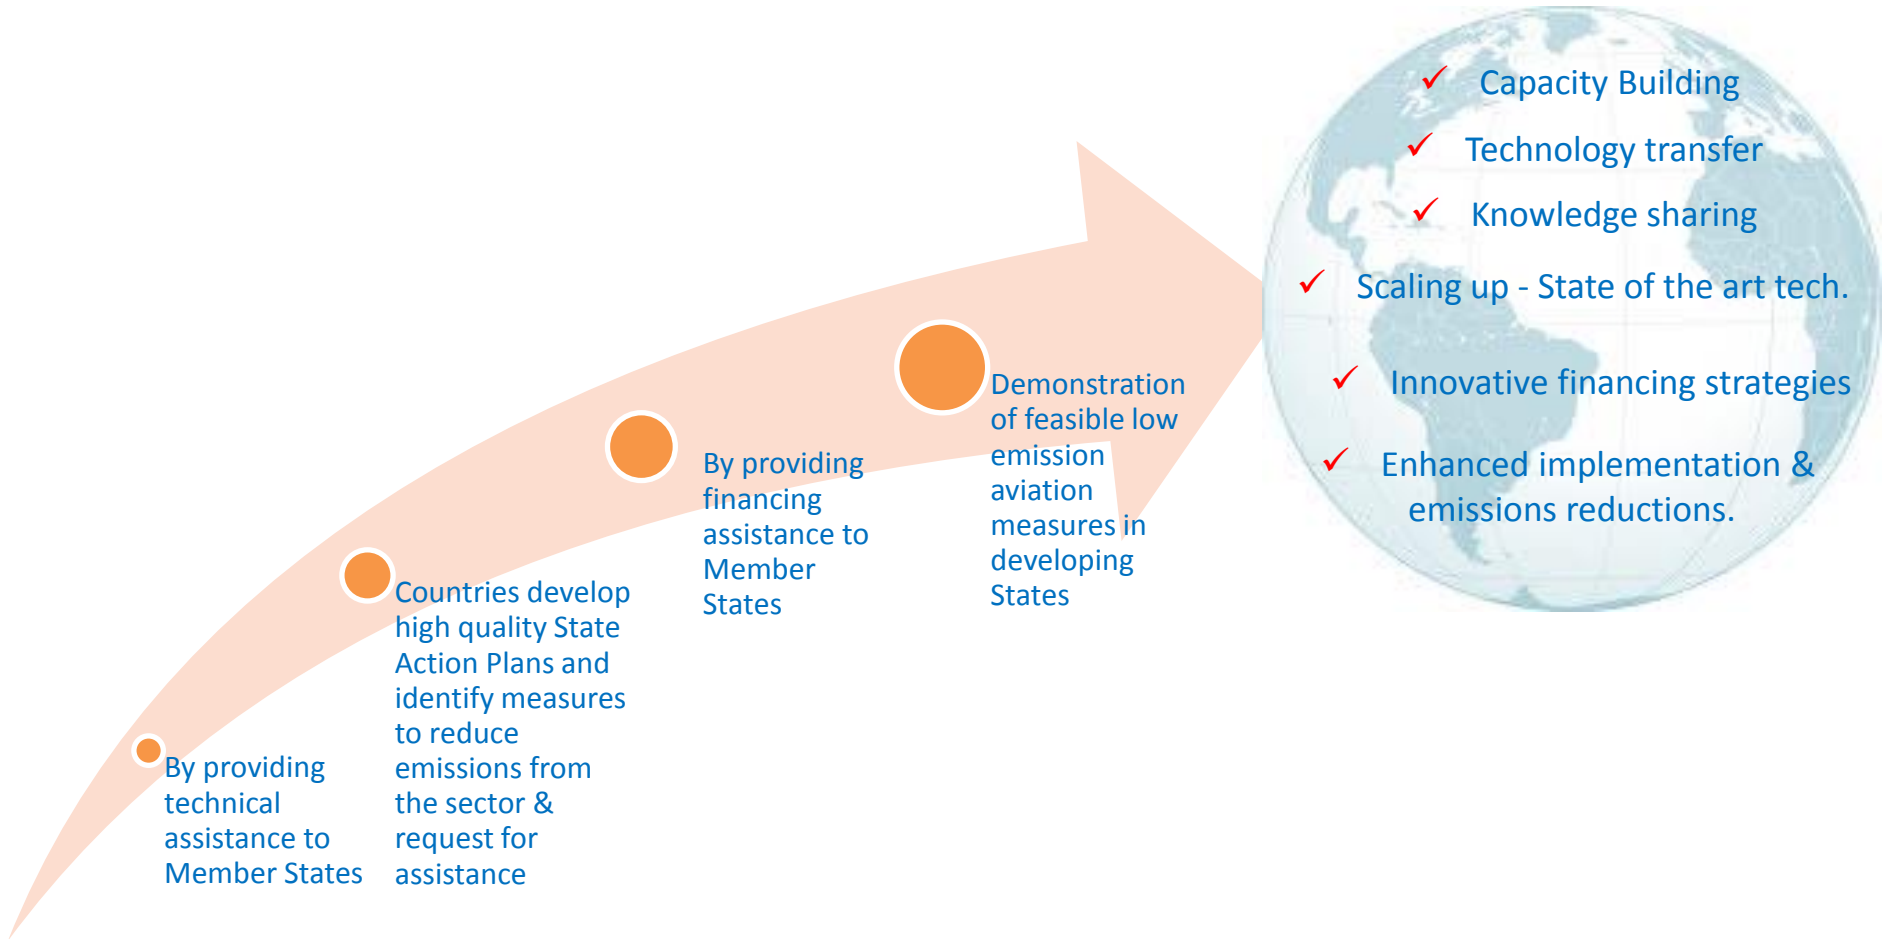 By providing
technical
assistance to
Member States
Countries develop
high quality State
Action Plans and
identify measures
to reduce
emissions from
the sector &
request for
assistance
By providing
financing
assistance to
Member
States
Demonstration
of feasible low
emission
aviation
measures in
developing
States
✓ Capacity Building
✓ Technology transfer
✓ Knowledge sharing
✓ Scaling up - State of the art tech.
✓ Innovative financing strategies
✓ Enhanced implementation &
emissions reductions.